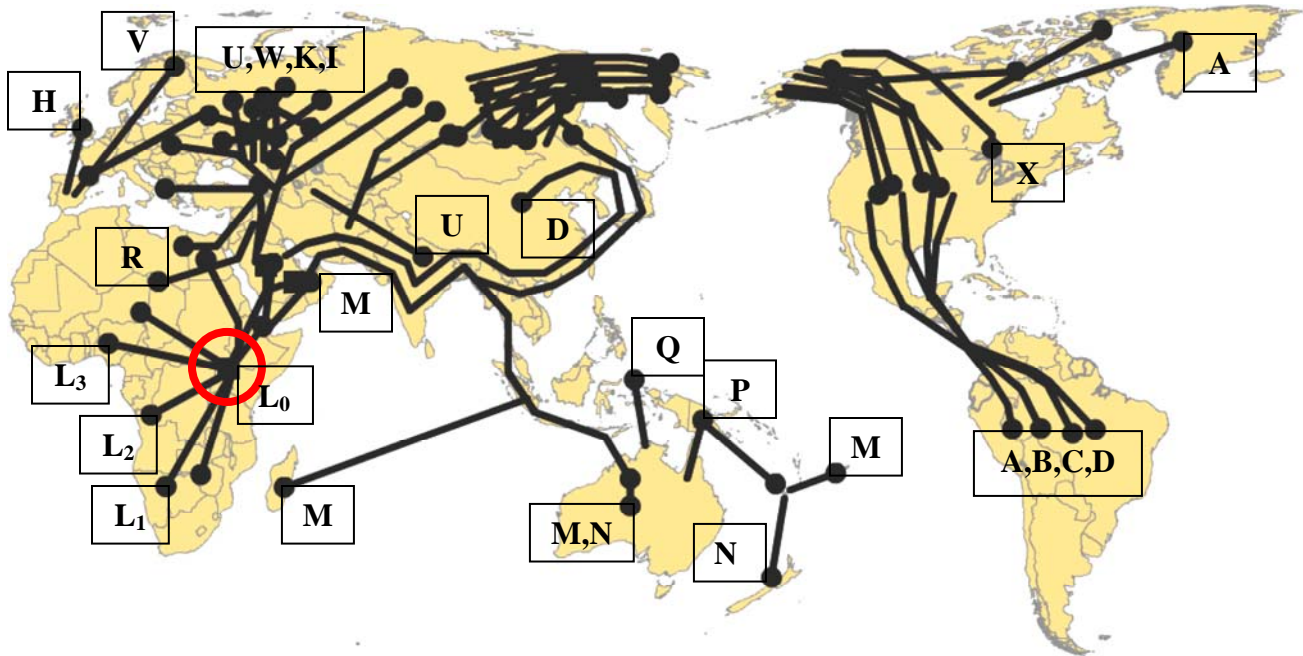 V
U,W,K,I
A
H
X
U
D
R
M
Q
P
L₃
L₀
L₂
M
A,B,C,D
L₁
M
M,N
N